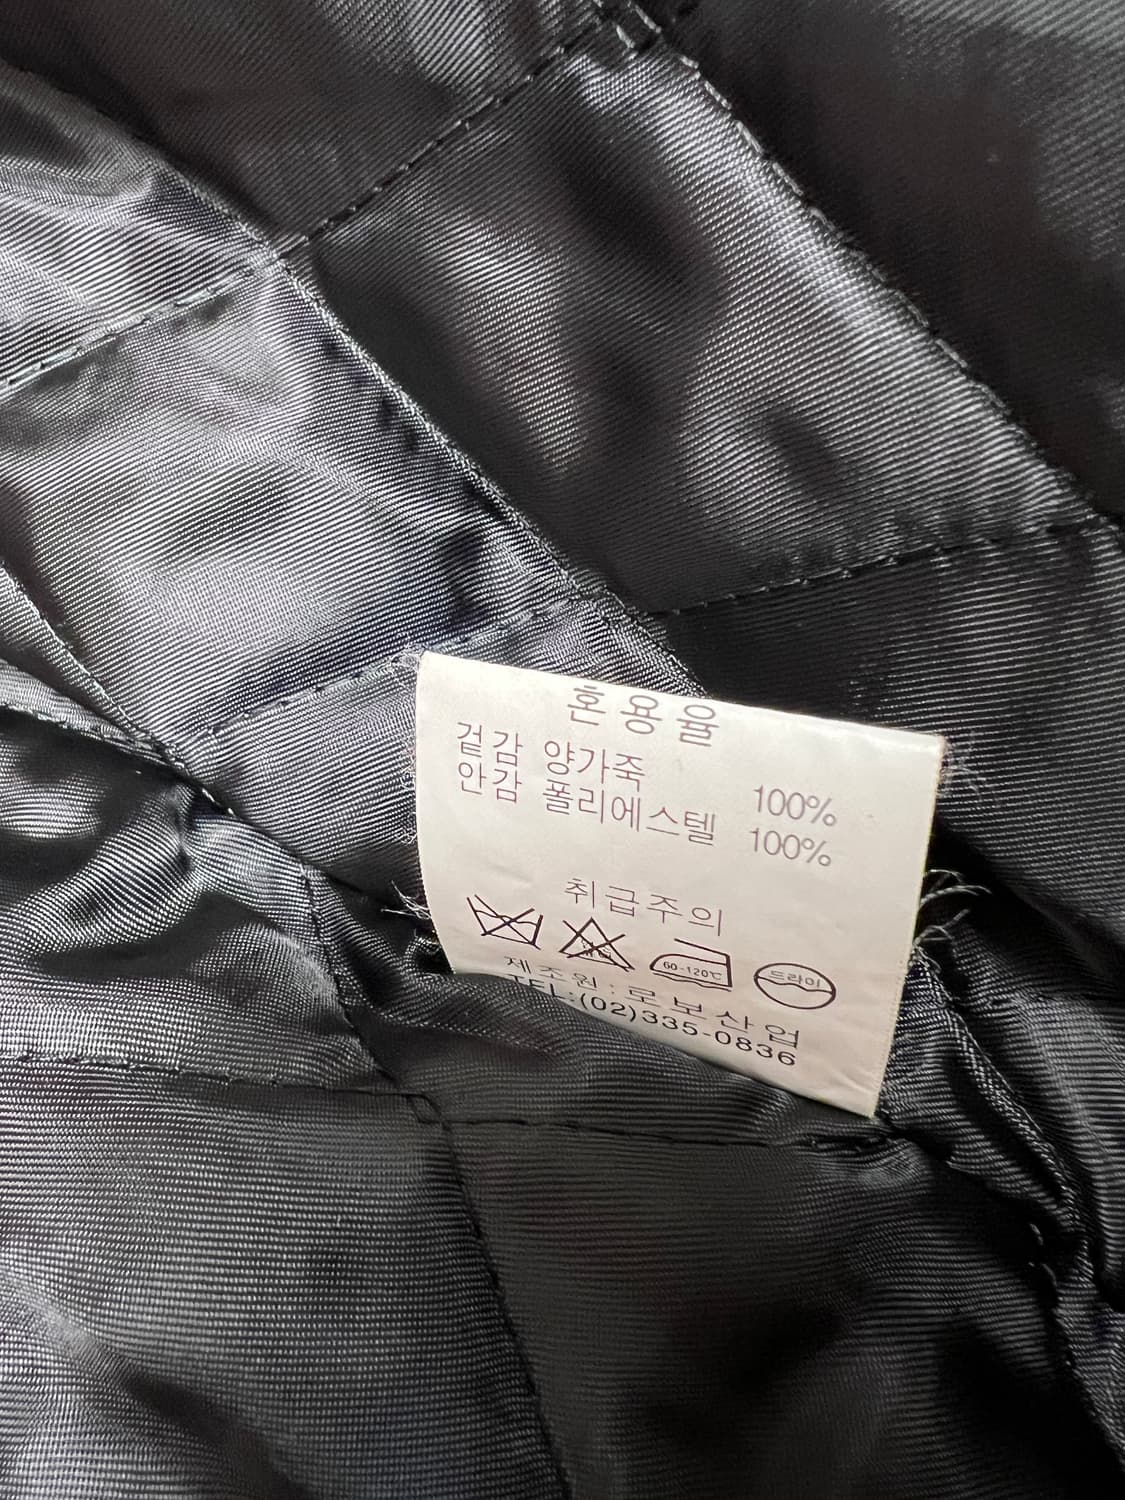 혼용율
겉감 양가죽 100%
안감 폴리에스텔 100%
취급주의
60-120℃ 드라이
제조원:로보산업
TEL:(02)335-0836